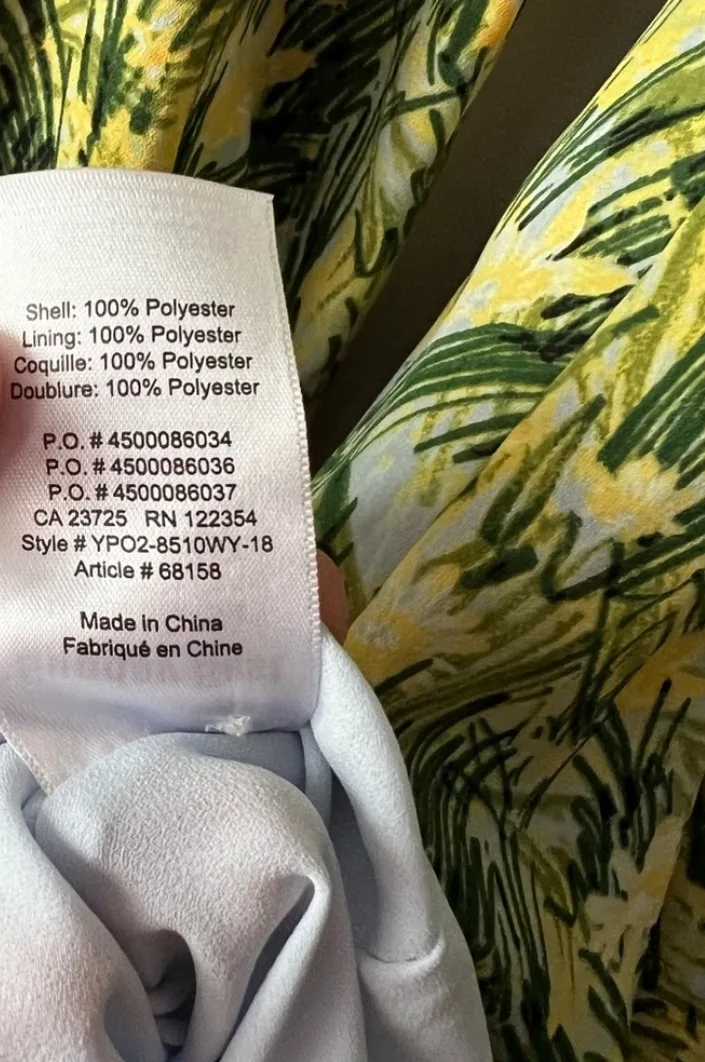 Shell: 100% Polyester
Lining: 100% Polyester
Coquille: 100% Polyester
Doublure: 100% Polyester
P.O. # 4500086034
P.O. # 4500086036
P.O. # 4500086037
CA 23725 RN 122354
Style # YPO2-8510WY-18
Article # 68158
Made in China
Fabriqué en Chine